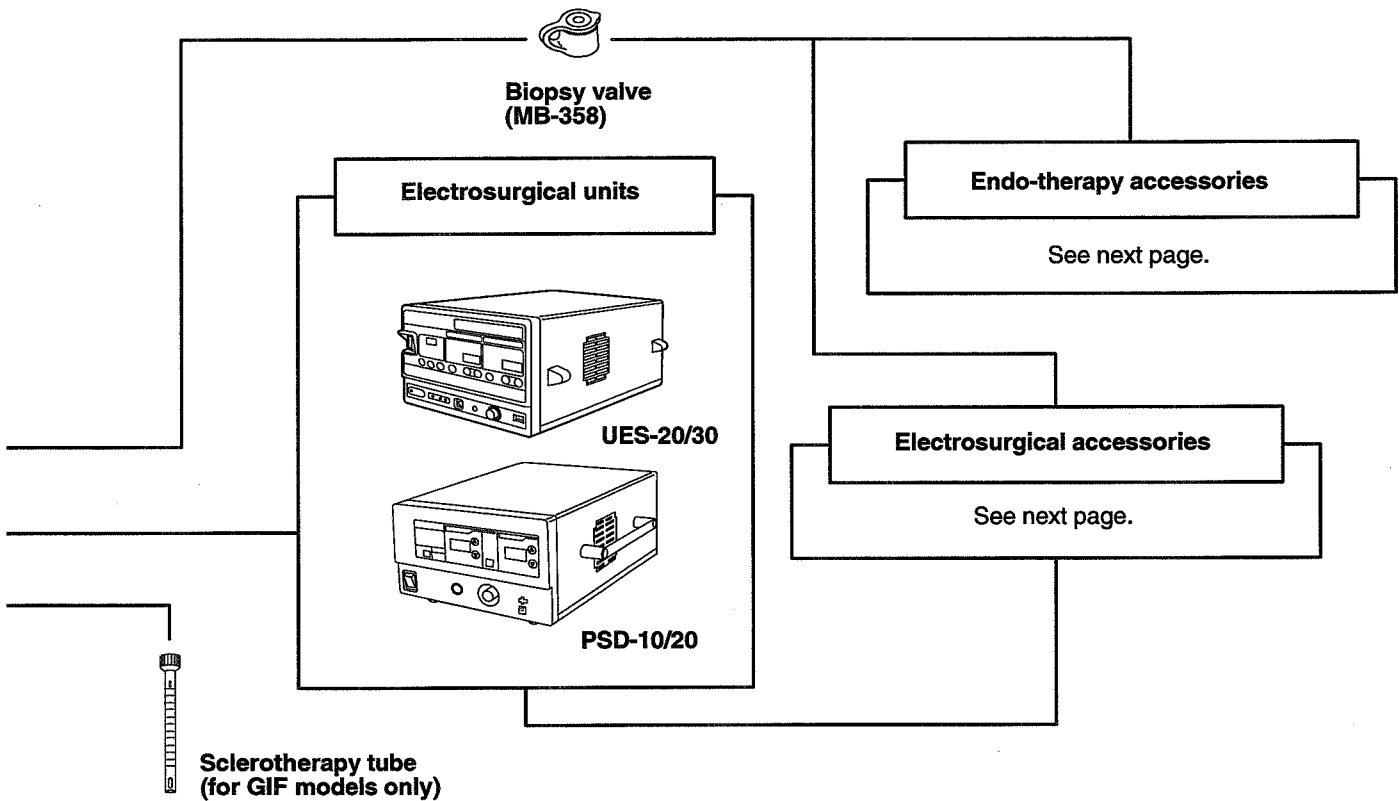 Biopsy valve
(MB-358)
Electrosurgical units
Endo-therapy accessories
See next page.
UES-20/30
Electrosurgical accessories
See next page.
PSD-10/20
Sclerotherapy tube
(for GIF models only)